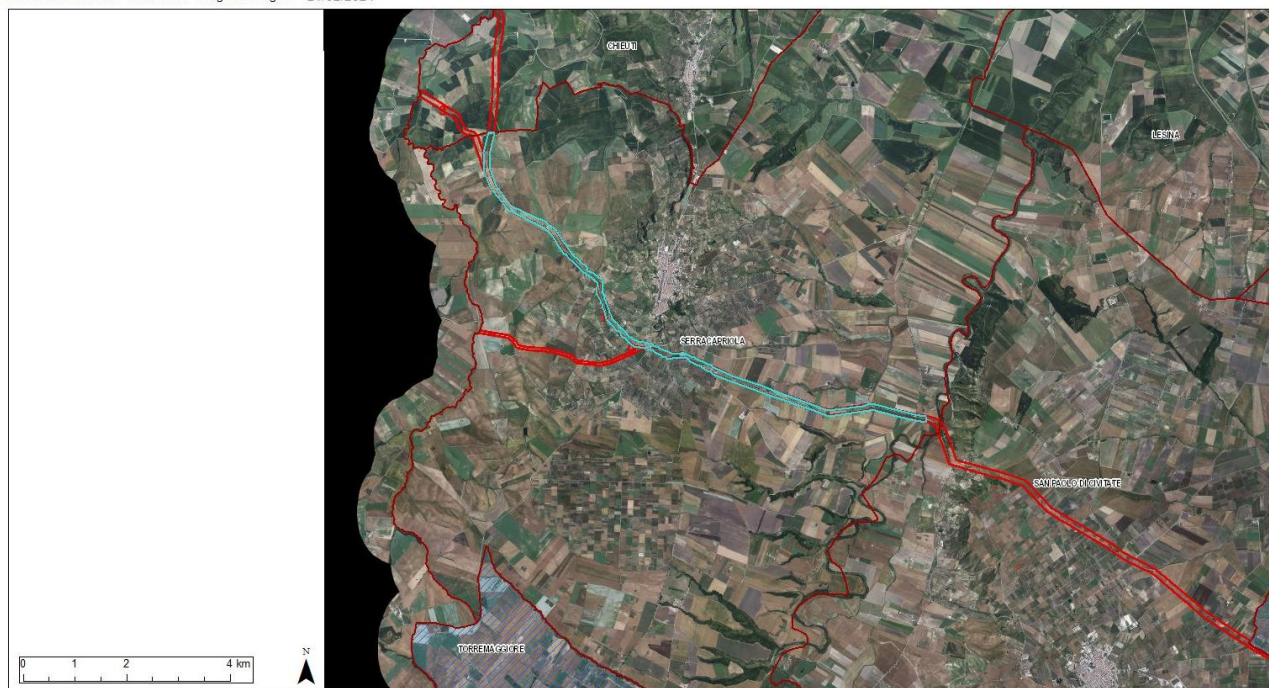 CHIEUTI
LESINA
SERRACAPRIOLA
SAN PAOLO DI CIVITATE
TORREMAGGIORE
0 1 2 4 km
N